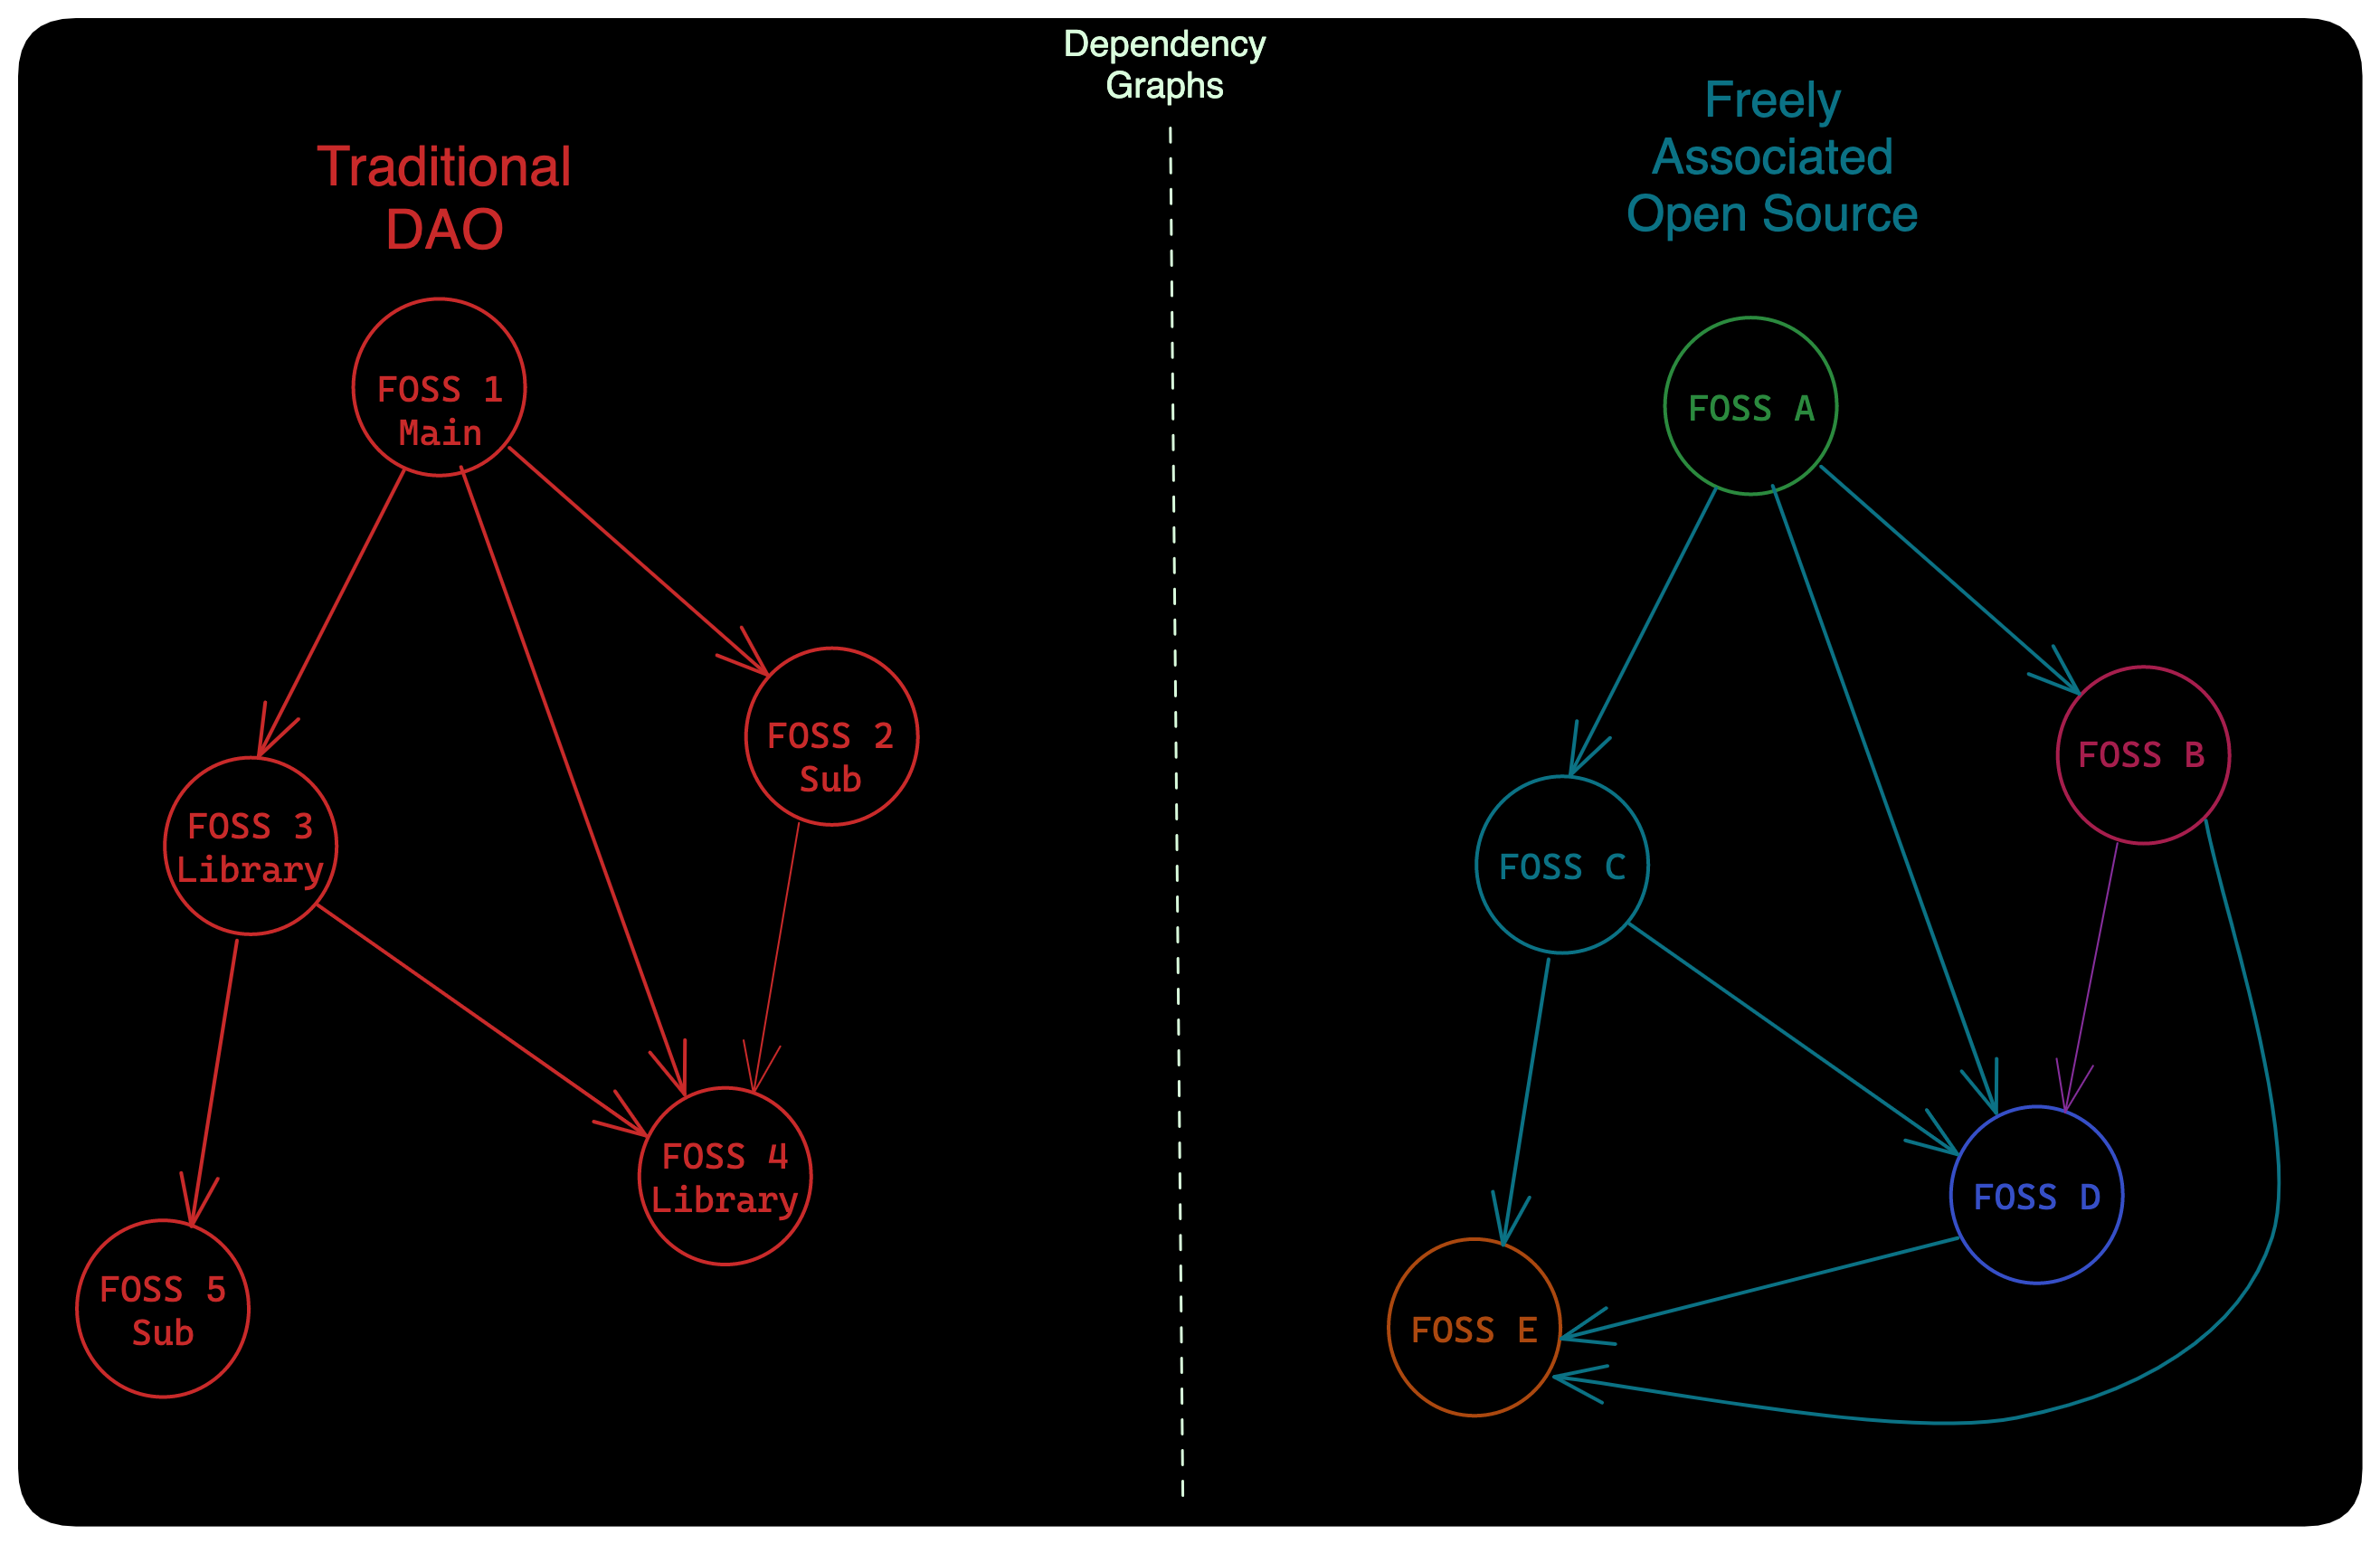 Dependency
Graphs
Traditional
DAO
FOSS 1
Main
FOSS 2
Sub
FOSS 3
Library
FOSS 4
Library
FOSS 5
Sub
Freely
Associated
Open Source
FOSS A
FOSS B
FOSS C
FOSS D
FOSS E